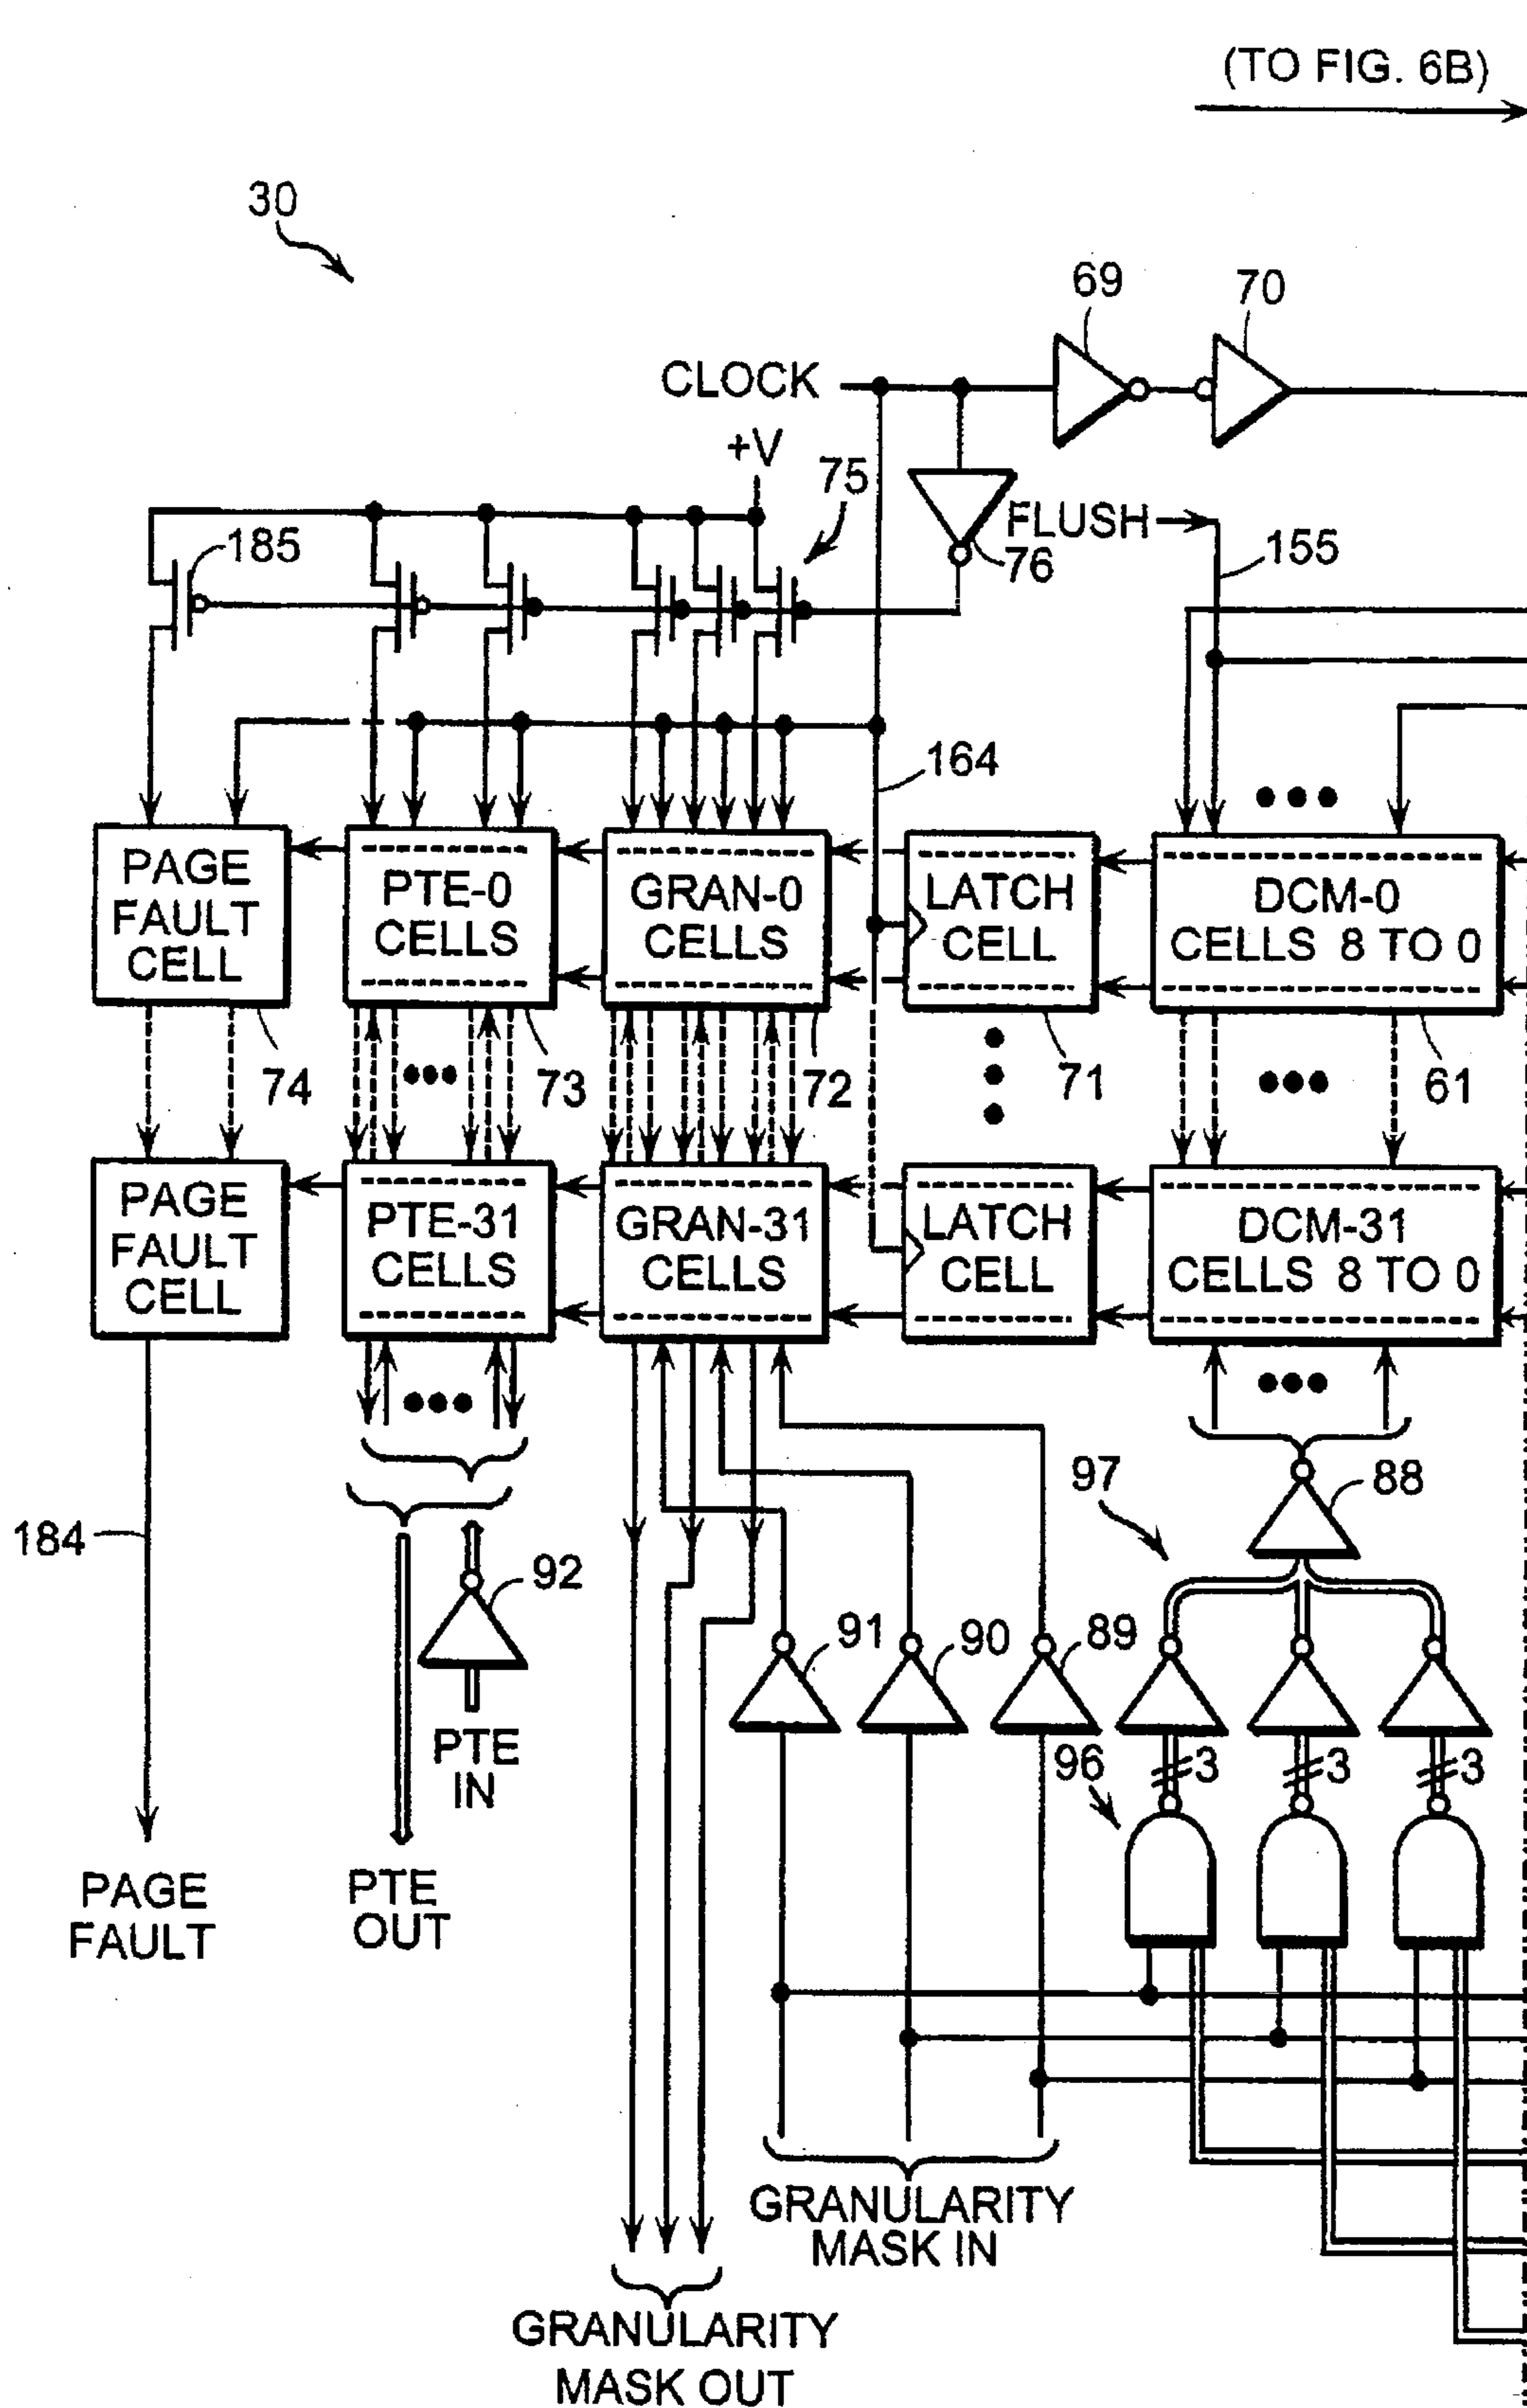 (TO FIG. 6B)
30
69
70
CLOCK
+V
75
FLUSH
185
76
155
164
PAGE
FAULT
CELL
PTE-0
CELLS
GRAN-0
CELLS
LATCH
CELL
DCM-0
CELLS 8 TO 0
74
73
72
71
61
PAGE
FAULT
CELL
PTE-31
CELLS
GRAN-31
CELLS
LATCH
CELL
DCM-31
CELLS 8 TO 0
97
88
184
92
91
90
89
PTE
IN
96
3
3
3
PAGE
FAULT
PTE
OUT
GRANULARITY
MASK IN
GRANULARITY
MASK OUT